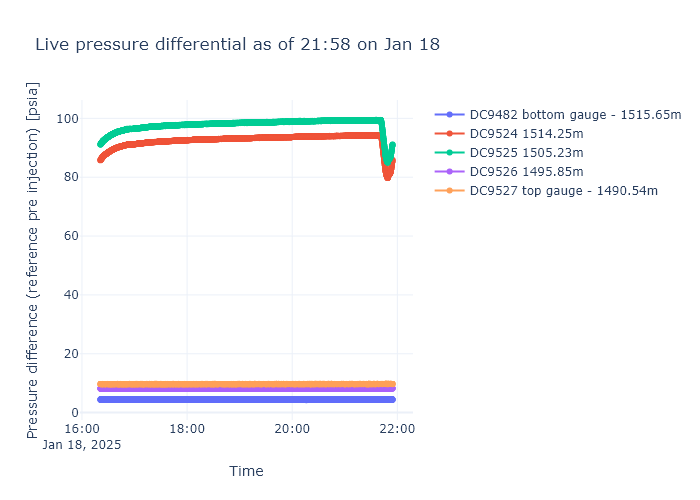 Live pressure differential as of 21:58 on Jan 18
Pressure difference (reference pre injection) [psia]
100
80
60
40
20
0
16:00
Jan 18, 2025
18:00
20:00
22:00
Time
DC9482 bottom gauge - 1515.65m
DC9524 1514.25m
DC9525 1505.23m
DC9526 1495.85m
DC9527 top gauge - 1490.54m